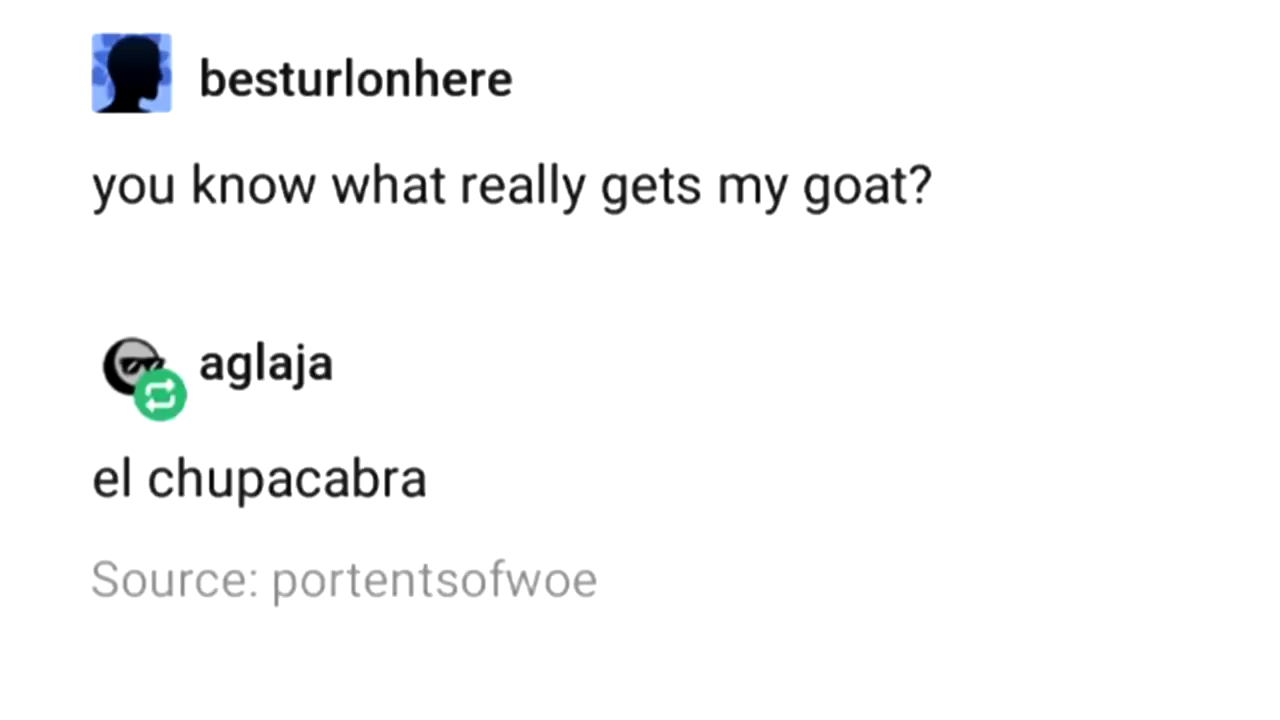 besturlonhere
you know what really gets my goat?
aglaja
el chupacabra
Source: portentsofwoe